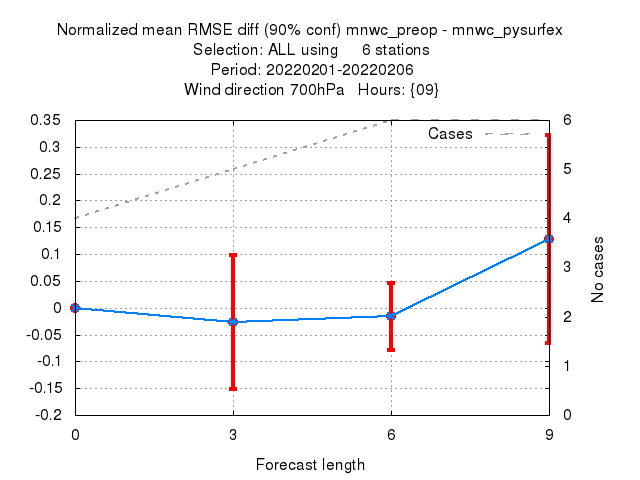 Normalized mean RMSE diff (90% conf) mnwc_preop - mnwc_pysurfex
Selection: ALL using 6 stations
Period: 20220201-20220206
Wind direction 700hPa Hours: {09}
0.35
0.3
0.25
0.2
0.15
0.1
0.05
0
-0.05
-0.1
-0.15
-0.2
Cases
6
5
4
3
2
1
0
No cases
0 3 6 9
Forecast length